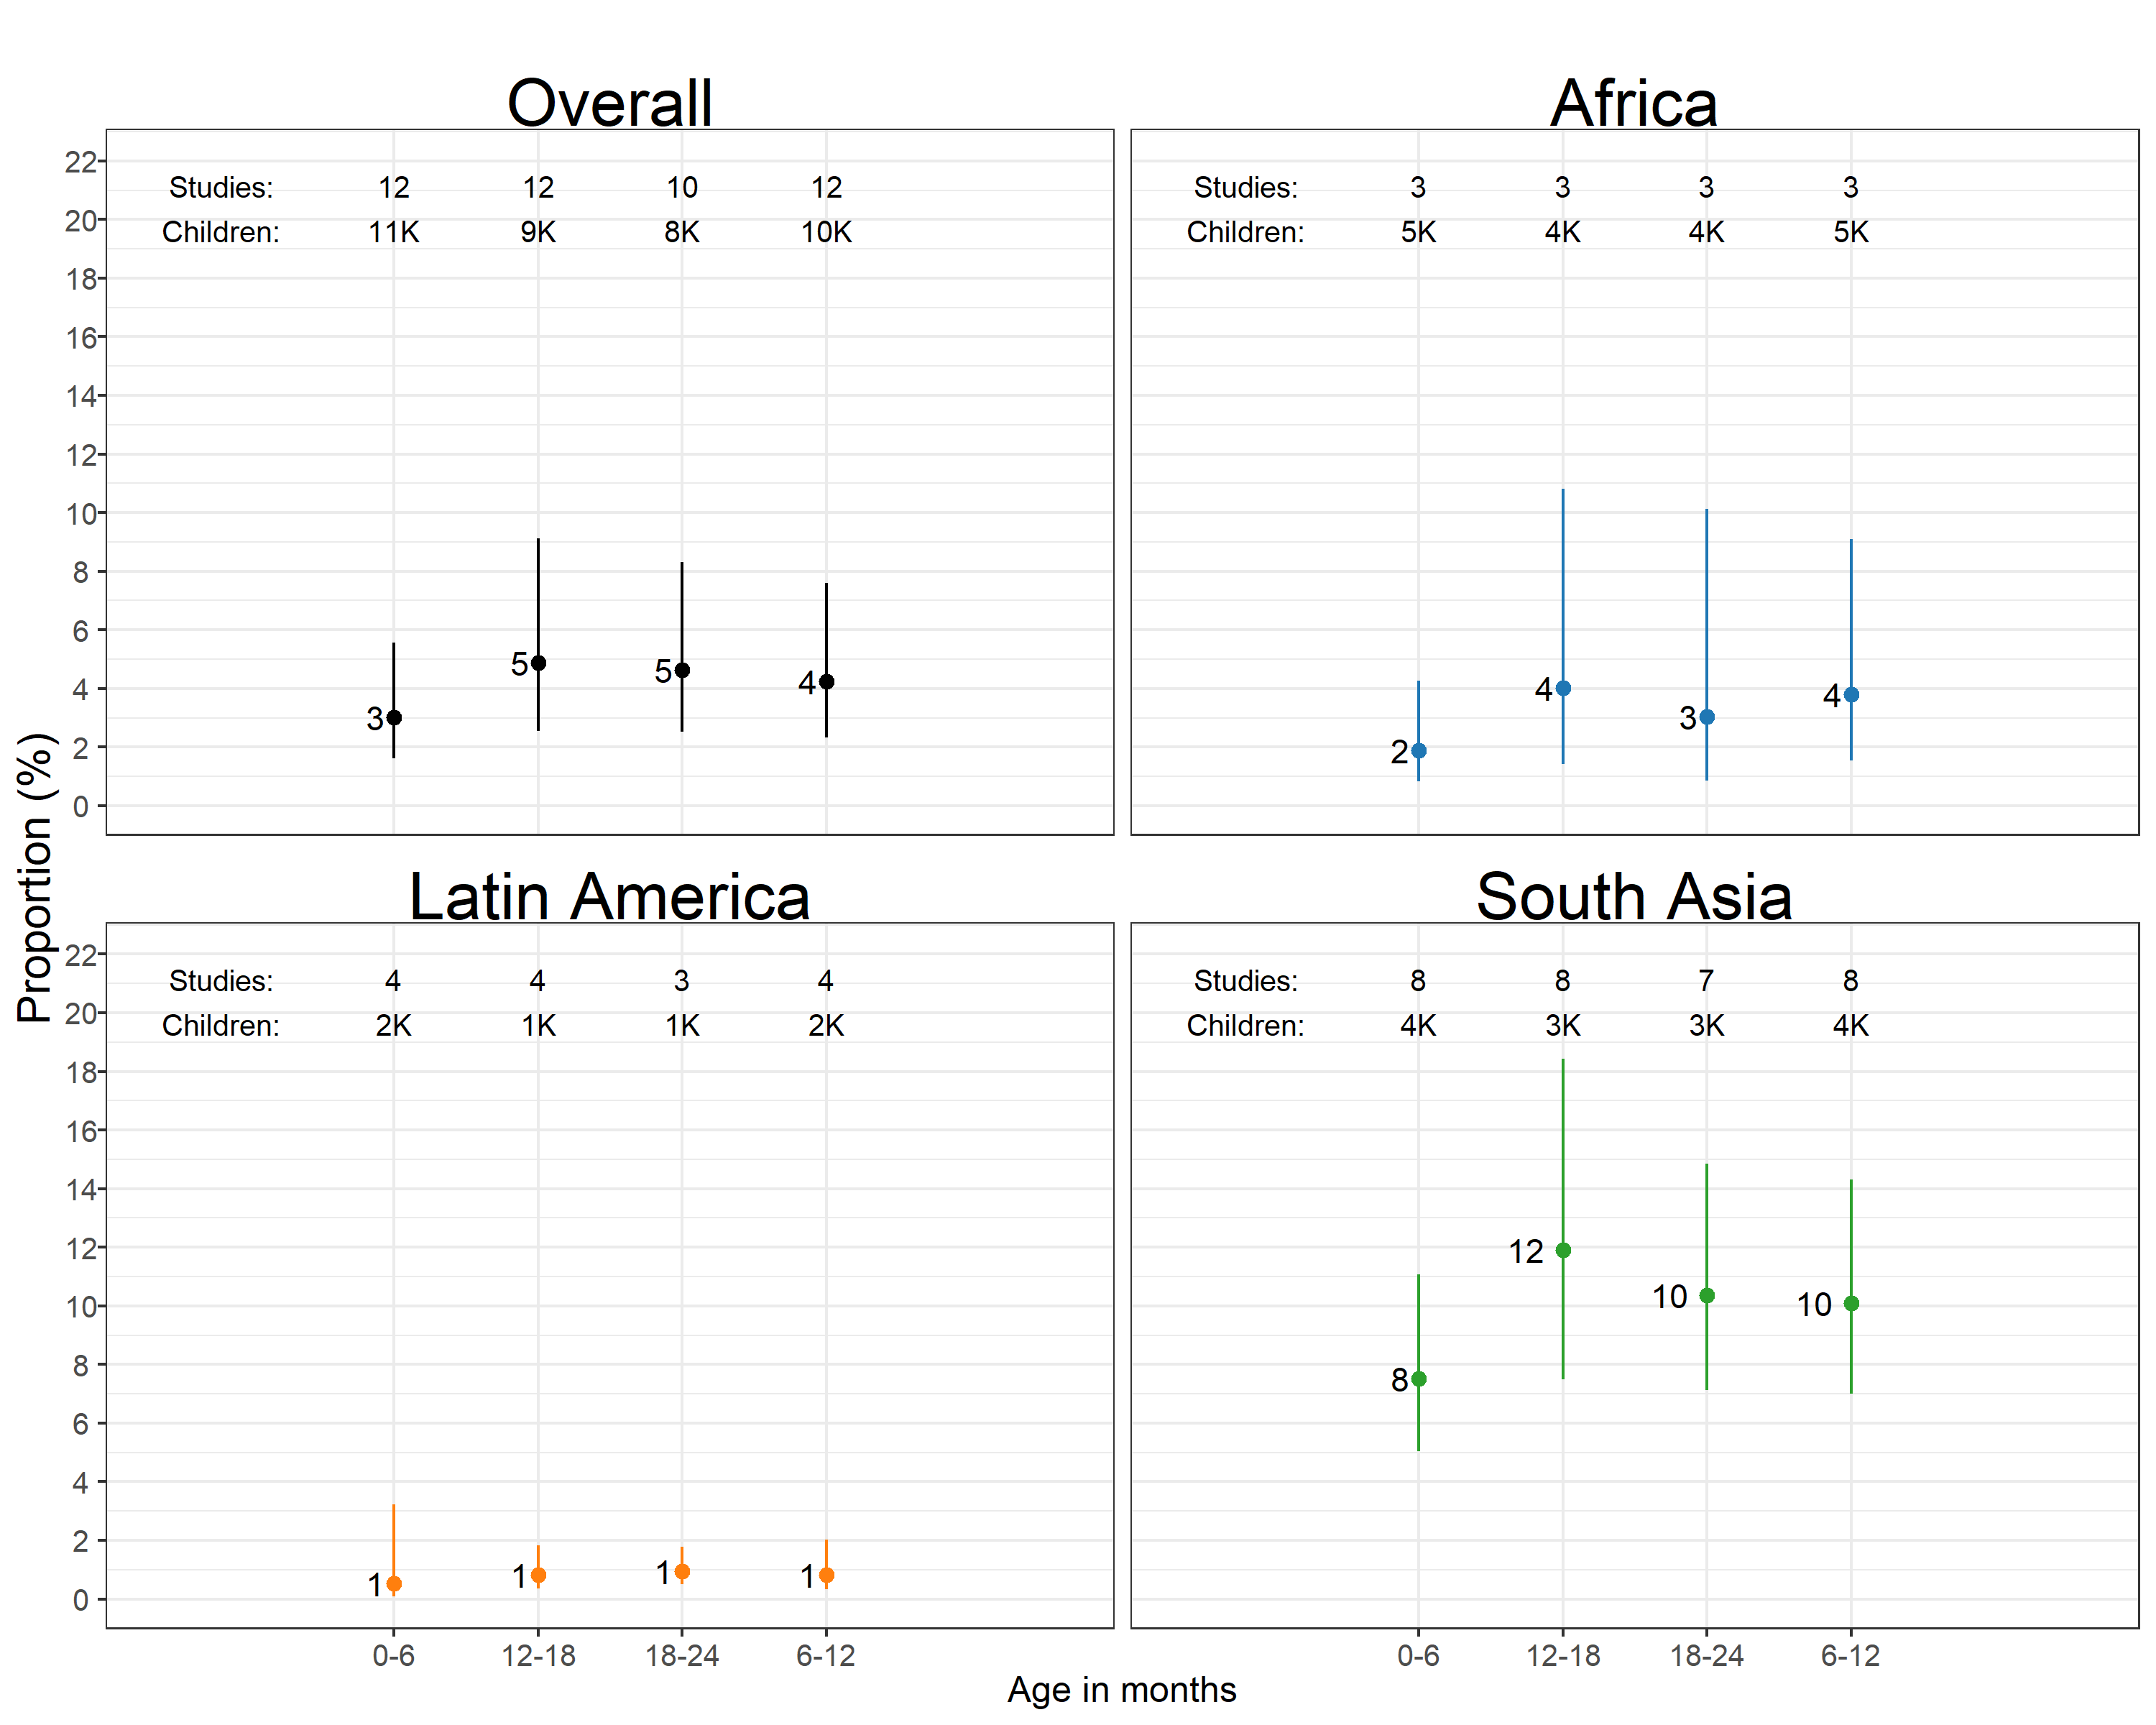 Overall
Studies: 12 12 10 12
Children: 11K 9K 8K 10K
22
20
18
16
14
12
10
8
6
4
2
0
3
5
5
4
Africa
Studies: 3 3 3 3
Children: 5K 4K 4K 5K
2
4
3
4
Latin America
Studies: 4 4 3 4
Children: 2K 1K 1K 2K
22
20
18
16
14
12
10
8
6
4
2
0
1
1
1
1
0-6 12-18 18-24 6-12
South Asia
Studies: 8 8 7 8
Children: 4K 3K 3K 4K
8
12
10
10
0-6 12-18 18-24 6-12
Proportion (%)
Age in months